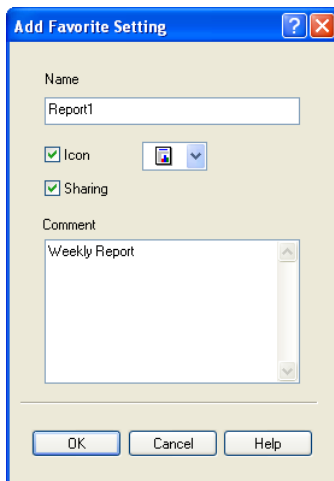 Add Favorite Setting
Name
Report1
Icon
Sharing
Comment
Weekly Report
OK Cancel Help